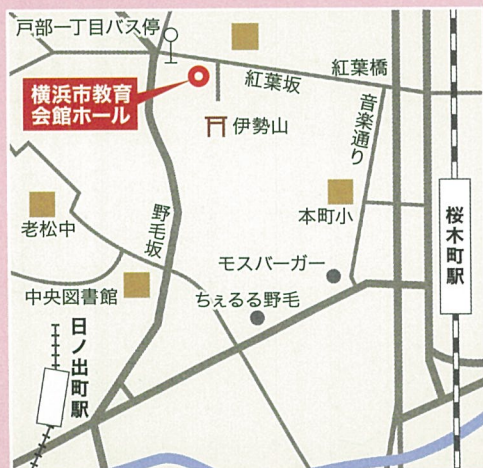 戸部一丁目バス停
紅葉坂
紅葉橋
横浜市教育
会館ホール
音楽通り
伊勢山
老松中
野毛坂
本町小
桜木町駅
モスバーガー
中央図書館
ちぇるる野毛
日ノ出町駅